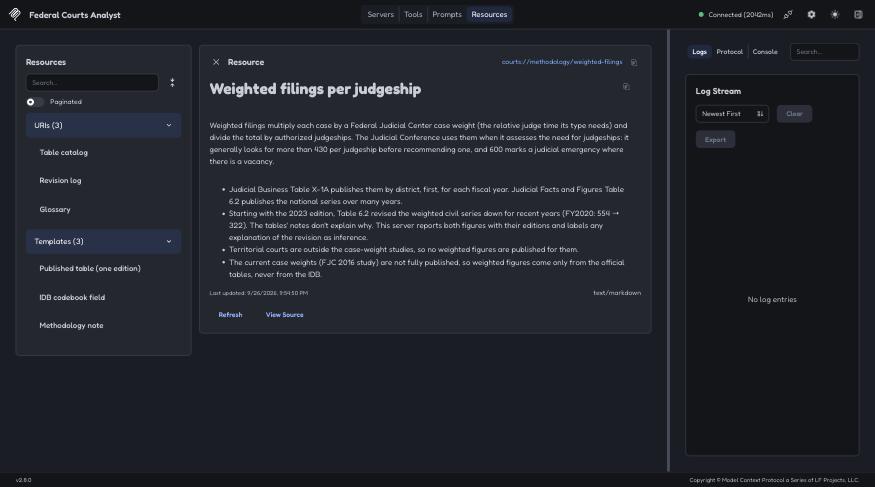 Federal Courts Analyst
Servers Tools Prompts Resources
Connected (2042ms)
Resources
Search...
Paginated
URIs (3)
Table catalog
Revision log
Glossary
Templates (3)
Published table (one edition)
IDB codebook field
Methodology note
Resource
courts://methodology/weighted-filings
Weighted filings per judgeship
Weighted filings multiply each case by a Federal Judicial Center case weight (the relative judge time its type needs) and
divide the total by authorized judgeships. The Judicial Conference uses them when it assesses the need for judgeships: it
generally looks for more than 430 per judgeship before recommending one, and 600 marks a judicial emergency where
there is a vacancy.
• Judicial Business Table X-1A publishes them by district, first, for each fiscal year. Judicial Facts and Figures Table
6.2 publishes the national series over many years.
• Starting with the 2023 edition, Table 6.2 revised the weighted civil series down for recent years (FY2020: 554 →
322). The tables' notes don't explain why. This server reports both figures with their editions and labels any
explanation of the revision as inference.
• Territorial courts are outside the case-weight studies, so no weighted figures are published for them.
• The current case weights (FJC 2016 study) are not fully published, so weighted figures come only from the official
tables, never from the IDB.
Last updated: 9/26/2026, 9:54:50 PM
text/markdown
Refresh View Source
Logs Protocol Console
Search...
Log Stream
Newest First
Clear
Export
No log entries
v2.8.0
Copyright © Model Context Protocol a Series of LF Projects, LLC.